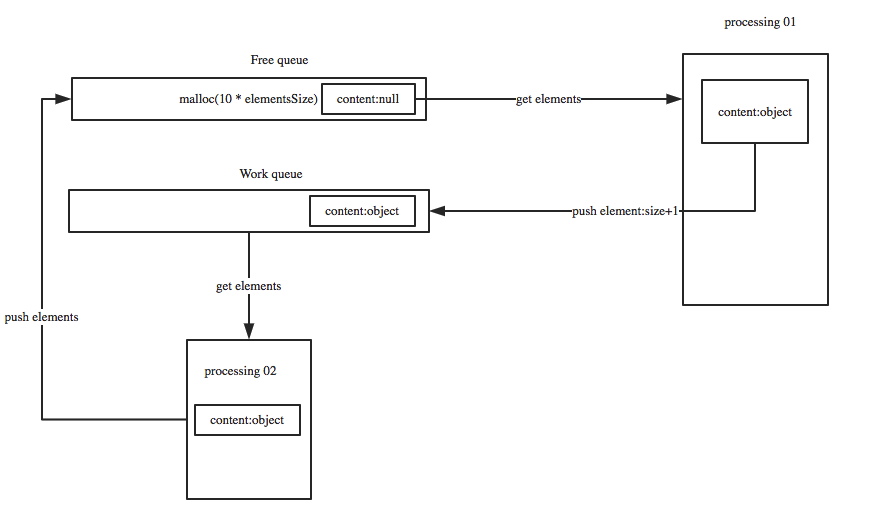 processing 01
Free queue
malloc(10 * elementsSize)
content:null
get elements
content:object
Work queue
content:object
push element:size+1
get elements
push elements
processing 02
content:object